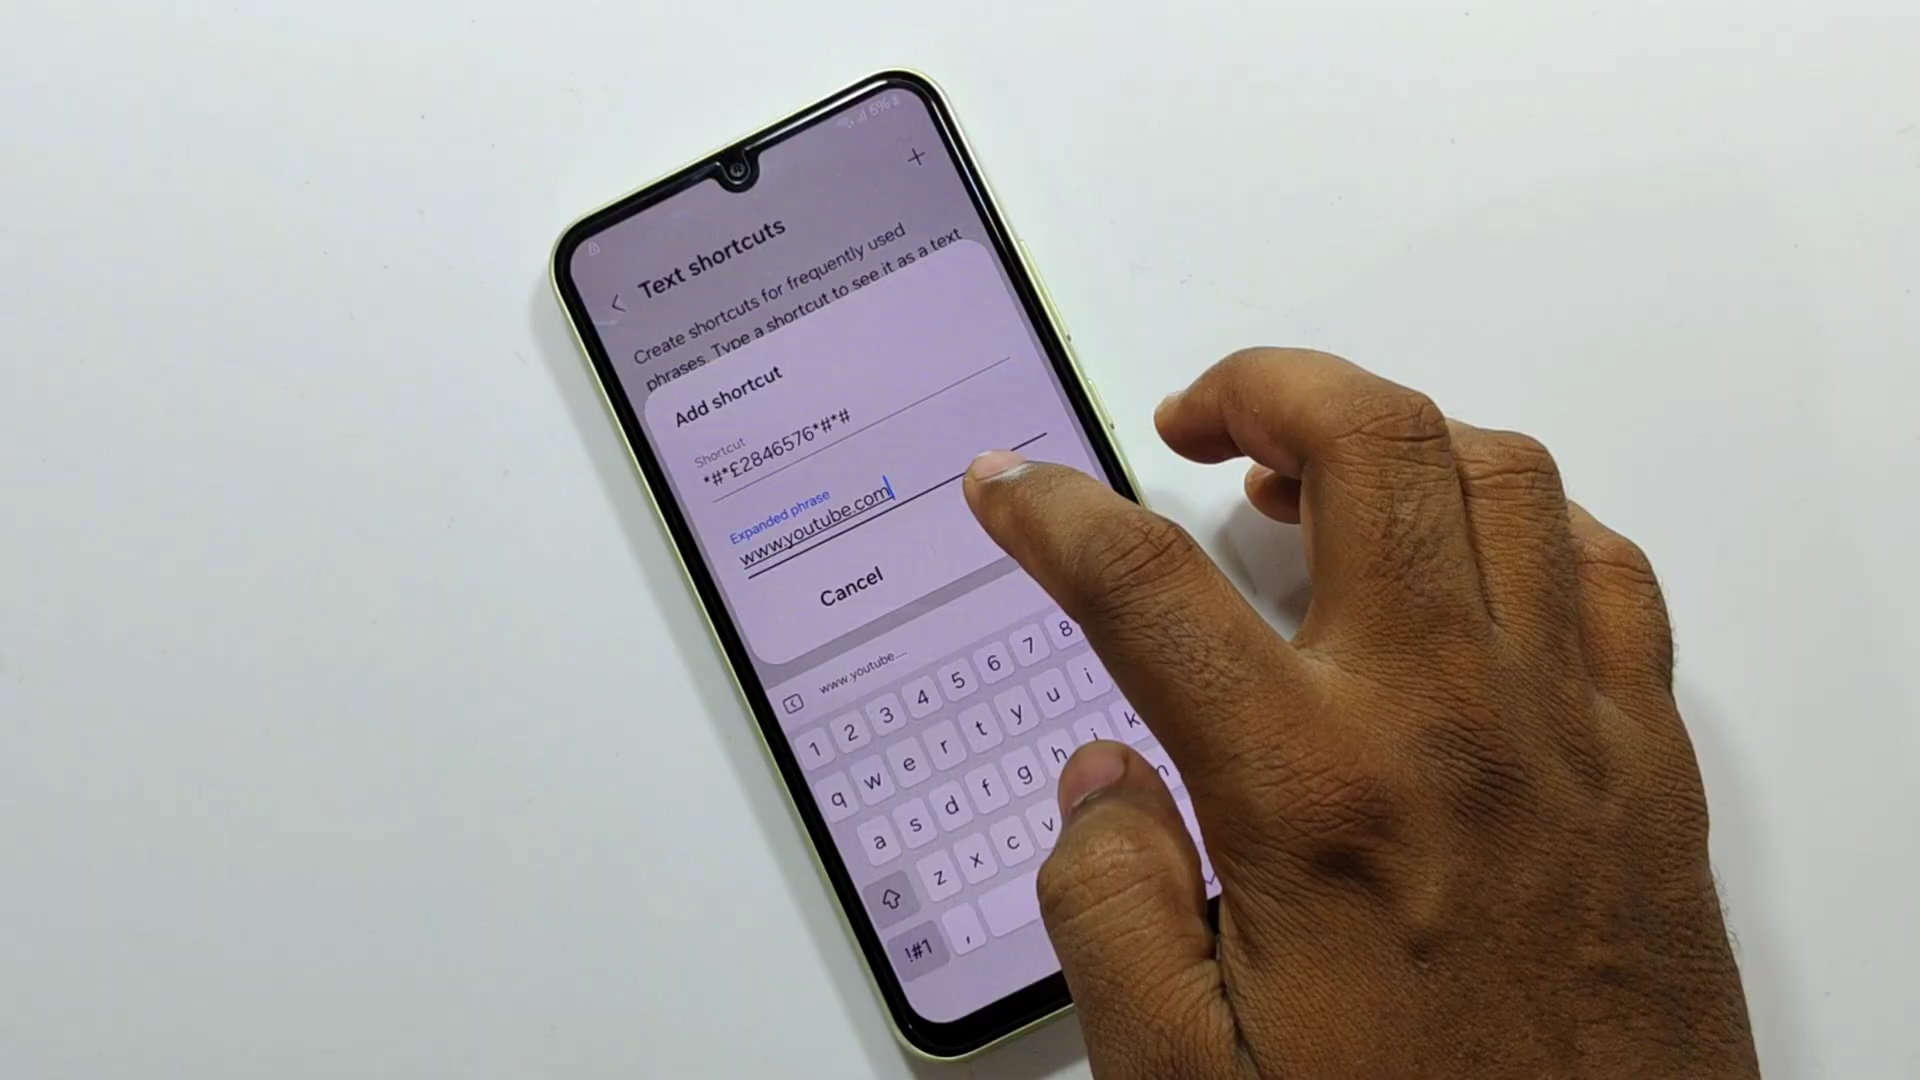 5%
Text shortcuts
Create shortcuts for frequently used
phrases. Type a shortcut to see it as a text
Add shortcut
Shortcut
*#*£2846576*#*#
Expanded phrase
www.youtube.com
Cancel
www.youtube....
1 2 3 4 5 6 7 8
q w e r t y u i
a s d f g h j k
z x c v
!#1 ,